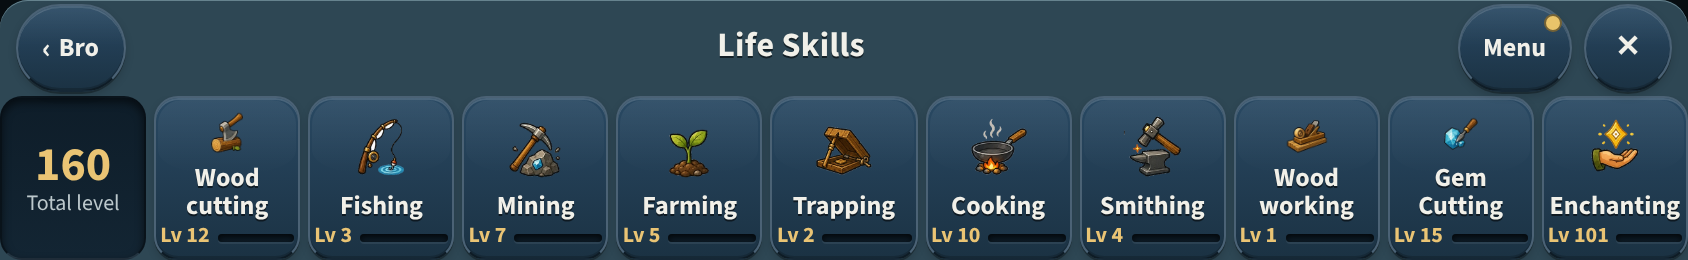 ‹ Bro
Life Skills
Menu
✕
160
Total level
Wood
cutting
Lv 12
Fishing
Lv 3
Mining
Lv 7
Farming
Lv 5
Trapping
Lv 2
Cooking
Lv 10
Smithing
Lv 4
Wood
working
Lv 1
Gem
Cutting
Lv 15
Enchanting
Lv 101